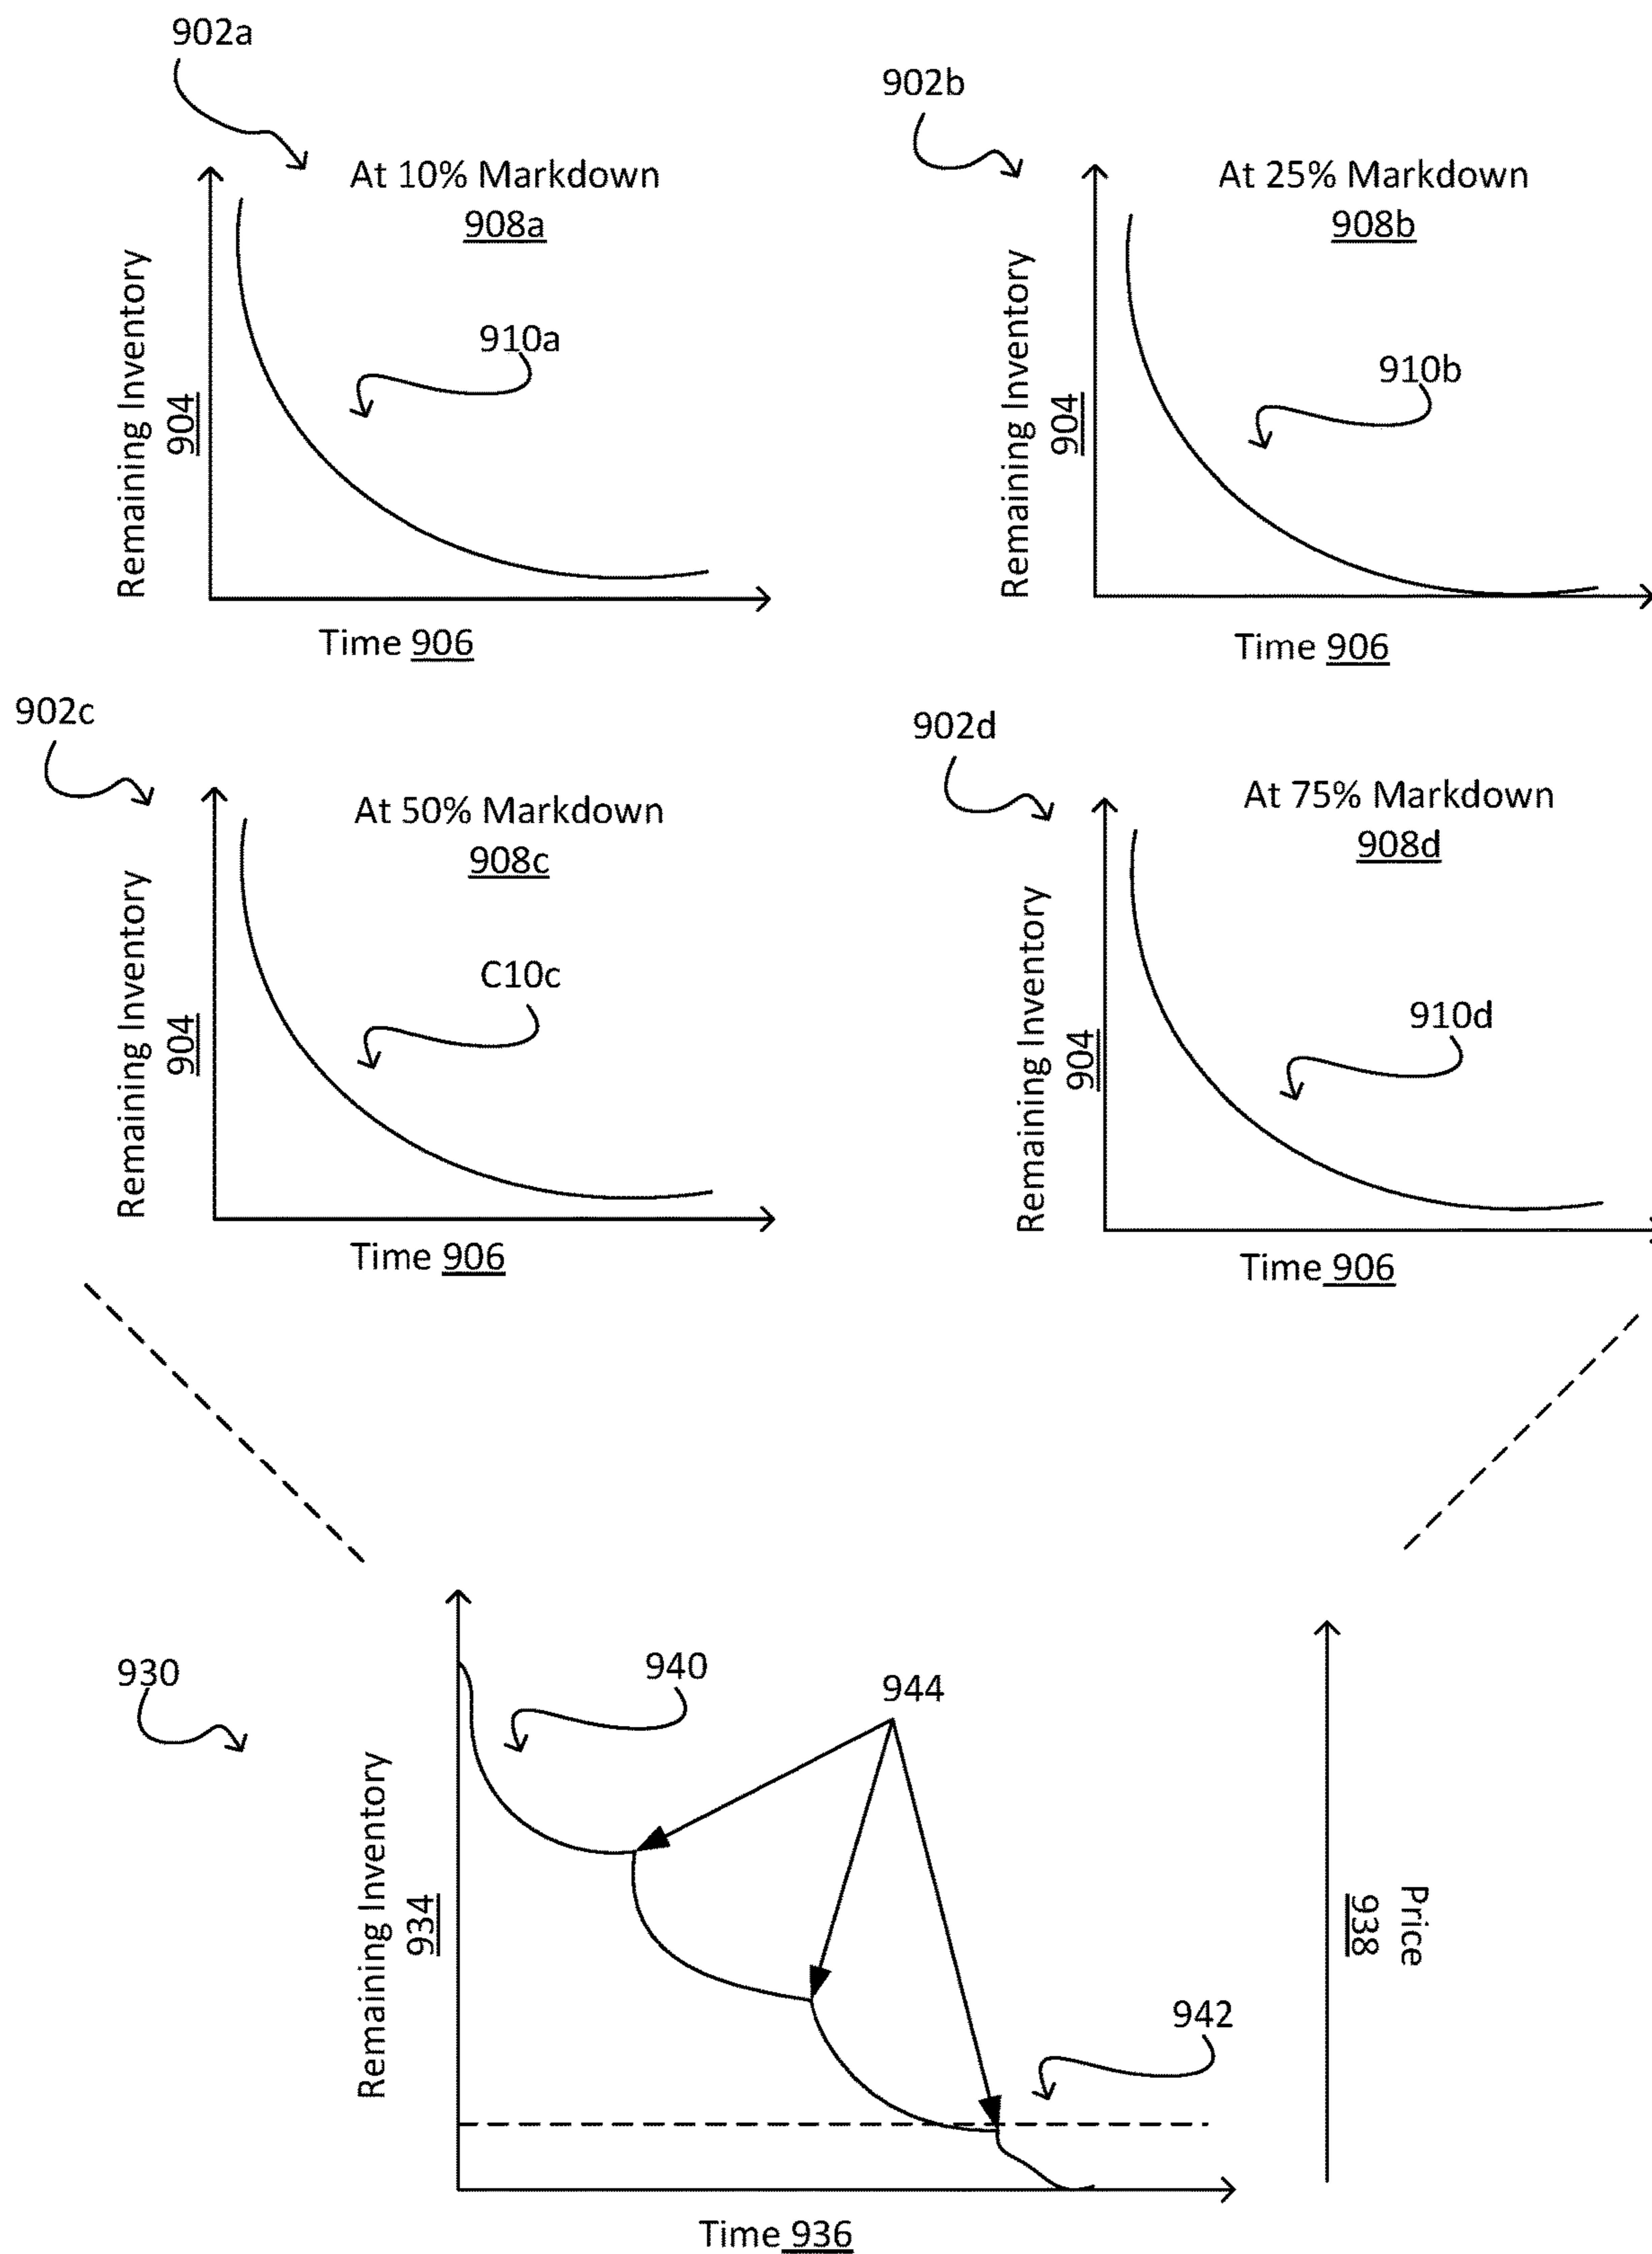 902a
At 10% Markdown
908a
910a
Remaining Inventory
904
Time 906
902b
At 25% Markdown
908b
910b
Remaining Inventory
904
Time 906
902c
At 50% Markdown
908c
C10c
Remaining Inventory
904
Time 906
902d
At 75% Markdown
908d
910d
Remaining Inventory
904
Time 906
930
940
944
942
Remaining Inventory
934
Price
938
Time 936